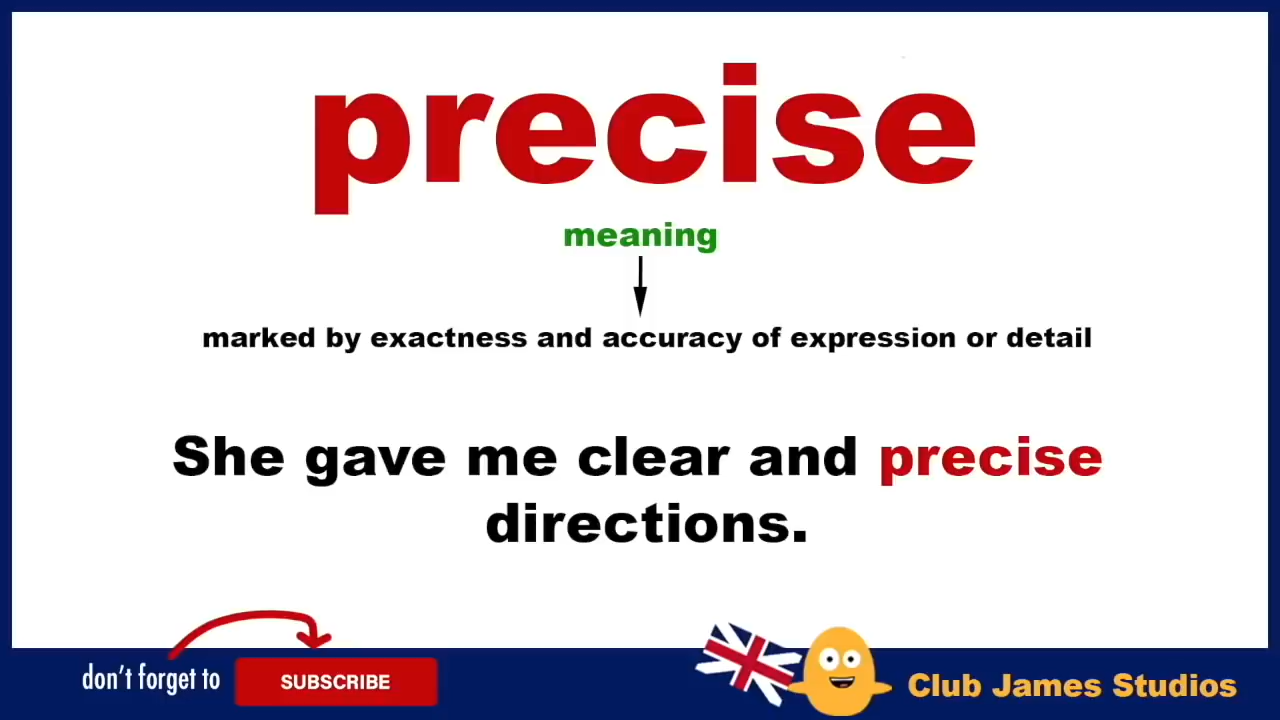 precise
meaning
marked by exactness and accuracy of expression or detail
She gave me clear and precise
directions.
don't forget to
SUBSCRIBE
Club James Studios